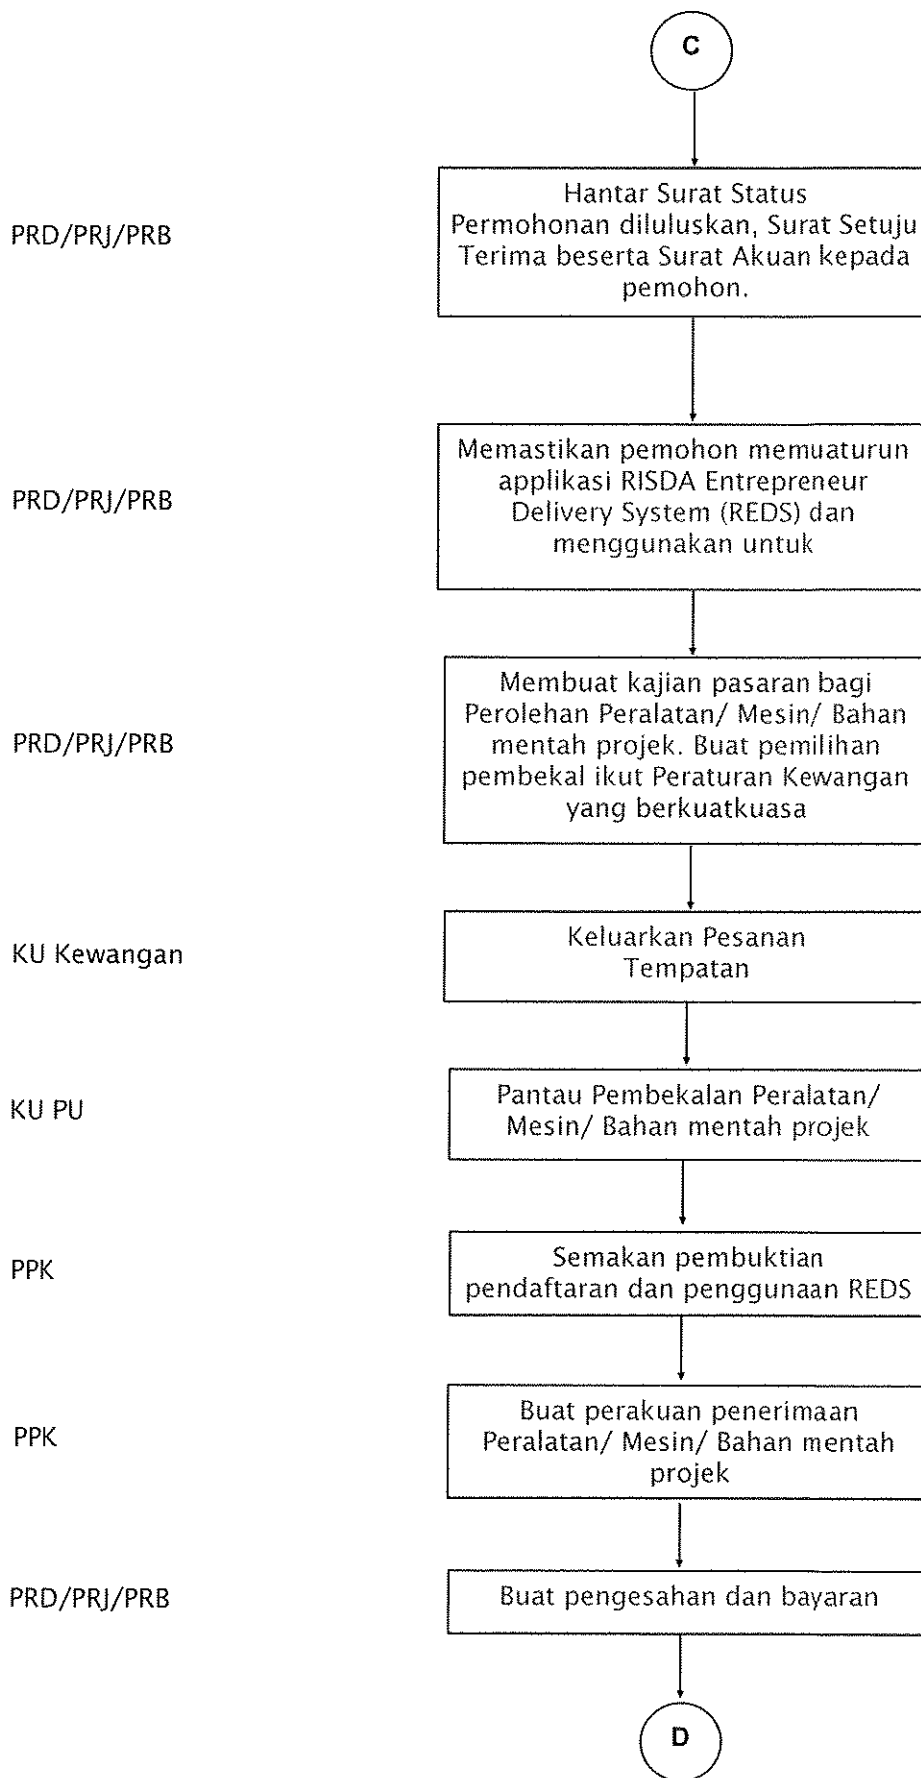 C
PRD/PRJ/PRB
Hantar Surat Status
Permohonan diluluskan, Surat Setuju
Terima beserta Surat Akuan kepada
pemohon.
PRD/PRJ/PRB
Memastikan pemohon memuaturun
applikasi RISDA Entrepreneur
Delivery System (REDS) dan
menggunakan untuk
PRD/PRJ/PRB
Membuat kajian pasaran bagi
Perolehan Peralatan/ Mesin/ Bahan
mentah projek. Buat pemilihan
pembekal ikut Peraturan Kewangan
yang berkuatkuasa
KU Kewangan
Keluarkan Pesanan
Tempatan
KU PU
Pantau Pembekalan Peralatan/
Mesin/ Bahan mentah projek
PPK
Semakan pembuktian
pendaftaran dan penggunaan REDS
PPK
Buat perakuan penerimaan
Peralatan/ Mesin/ Bahan mentah
projek
PRD/PRJ/PRB
Buat pengesahan dan bayaran
D